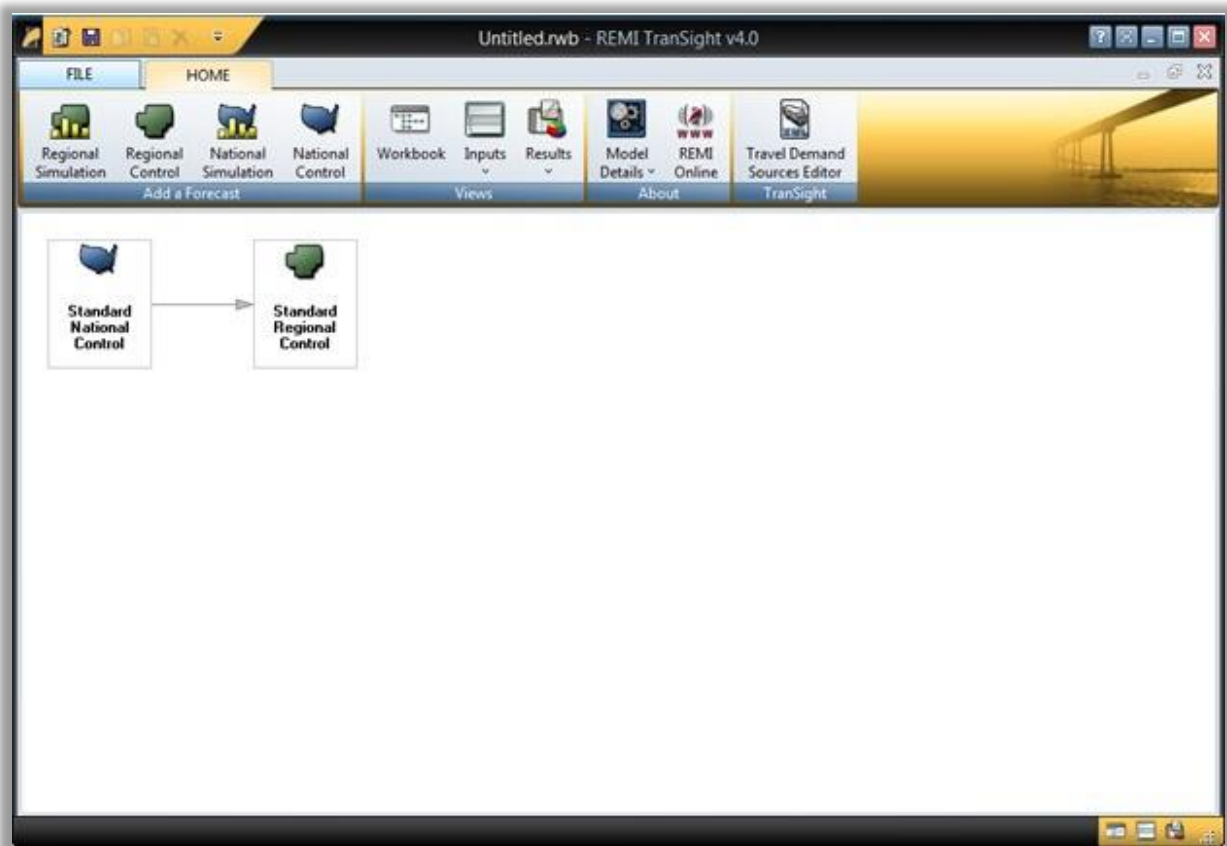 Untitled.rwb - REMI TranSight v4.0
FILE
HOME
Regional
Simulation
Regional
Control
National
Simulation
National
Control
Add a Forecast
Workbook
Inputs
Results
Views
Model
Details
WWW
REMI
Online
About
XML
Travel Demand
Sources Editor
TranSight
Standard
National
Control
Standard
Regional
Control